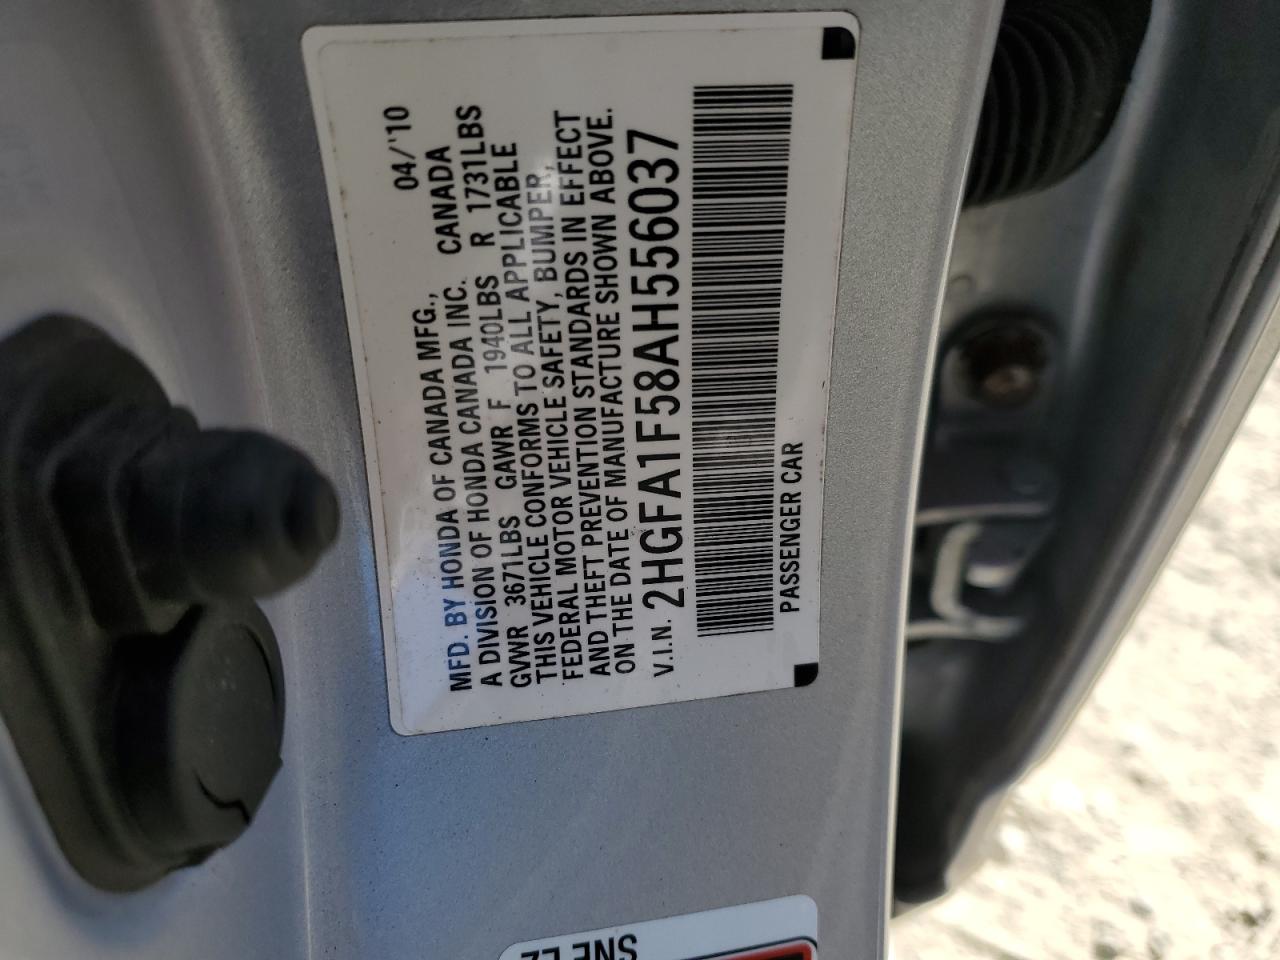 04/'10
MFD. BY HONDA OF CANADA MFG.,
A DIVISION OF HONDA CANADA INC. CANADA
GVWR 3671LBS GAWR F 1940LBS R 1731LBS
THIS VEHICLE CONFORMS TO ALL APPLICABLE
FEDERAL MOTOR VEHICLE SAFETY, BUMPER,
AND THEFT PREVENTION STANDARDS IN EFFECT
ON THE DATE OF MANUFACTURE SHOWN ABOVE.
V.I.N. 2HGFA1F58AH556037
PASSENGER CAR